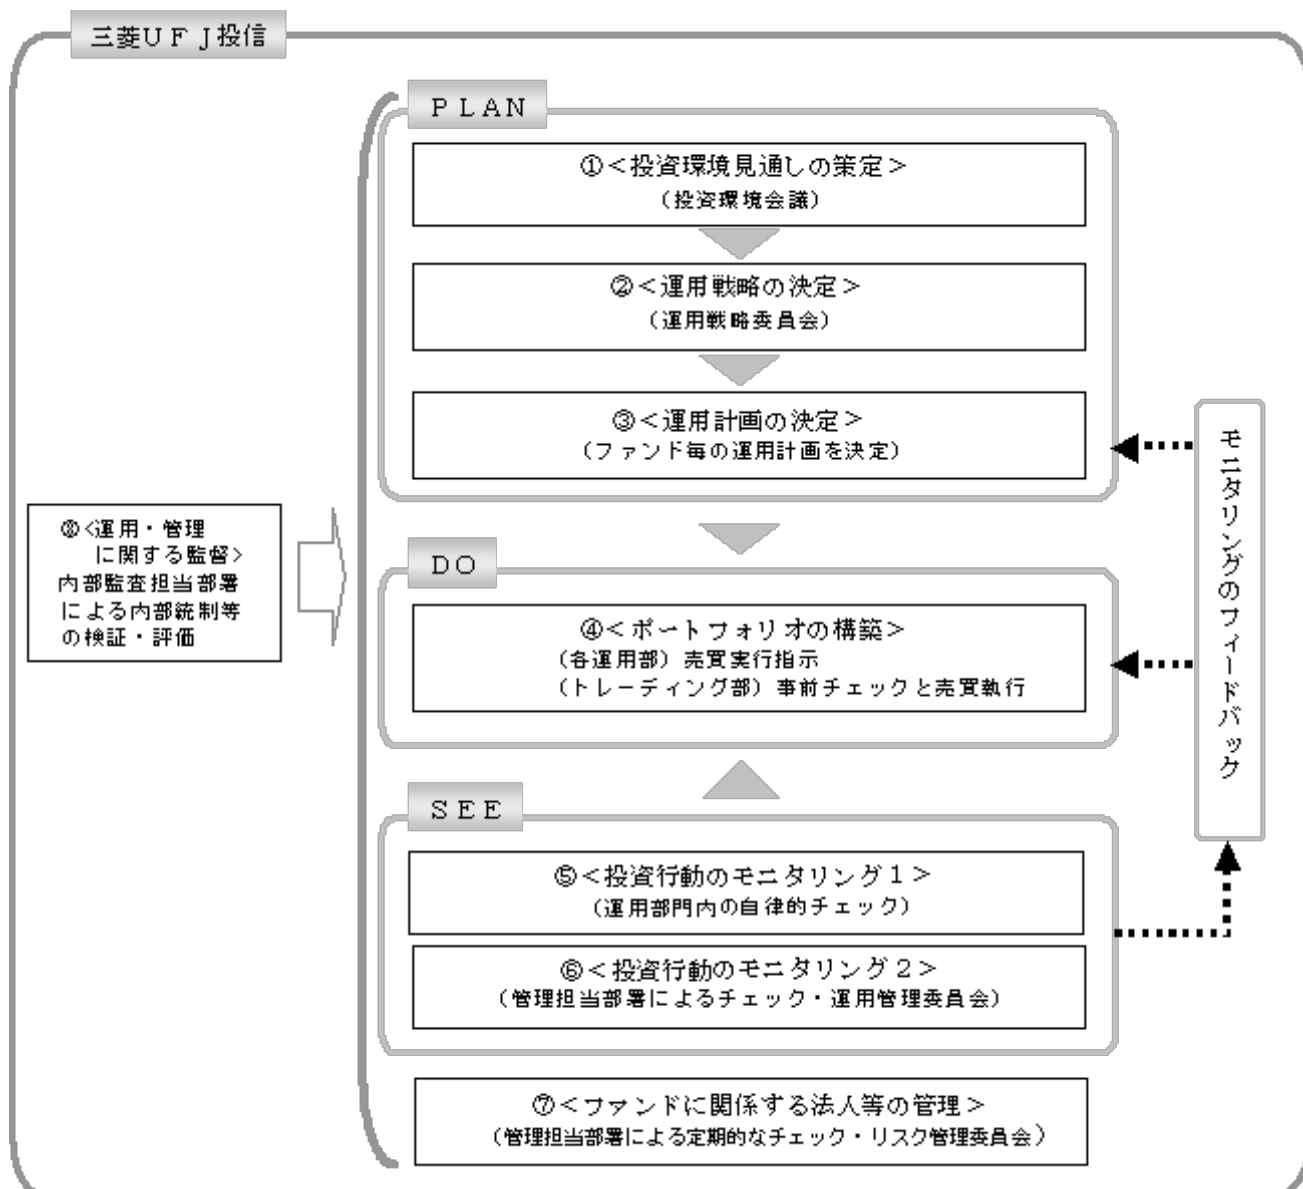 三菱ＵＦＪ投信
ＰＬＡＮ
①＜投資環境見通しの策定＞
（投資環境会議）
②＜運用戦略の決定＞
（運用戦略委員会）
③＜運用計画の決定＞
（ファンド毎の運用計画を決定）
⑧＜運用・管理
に関する監督＞
内部監査担当部署
による内部統制等
の検証・評価
ＤＯ
④＜ポートフォリオの構築＞
（各運用部）売買実行指示
（トレーディング部）事前チェックと売買執行
モニタリングのフィードバック
ＳＥＥ
⑤＜投資行動のモニタリング１＞
（運用部門内の自律的チェック）
⑥＜投資行動のモニタリング２＞
（管理担当部署によるチェック・運用管理委員会）
⑦＜ファンドに関係する法人等の管理＞
（管理担当部署による定期的なチェック・リスク管理委員会）